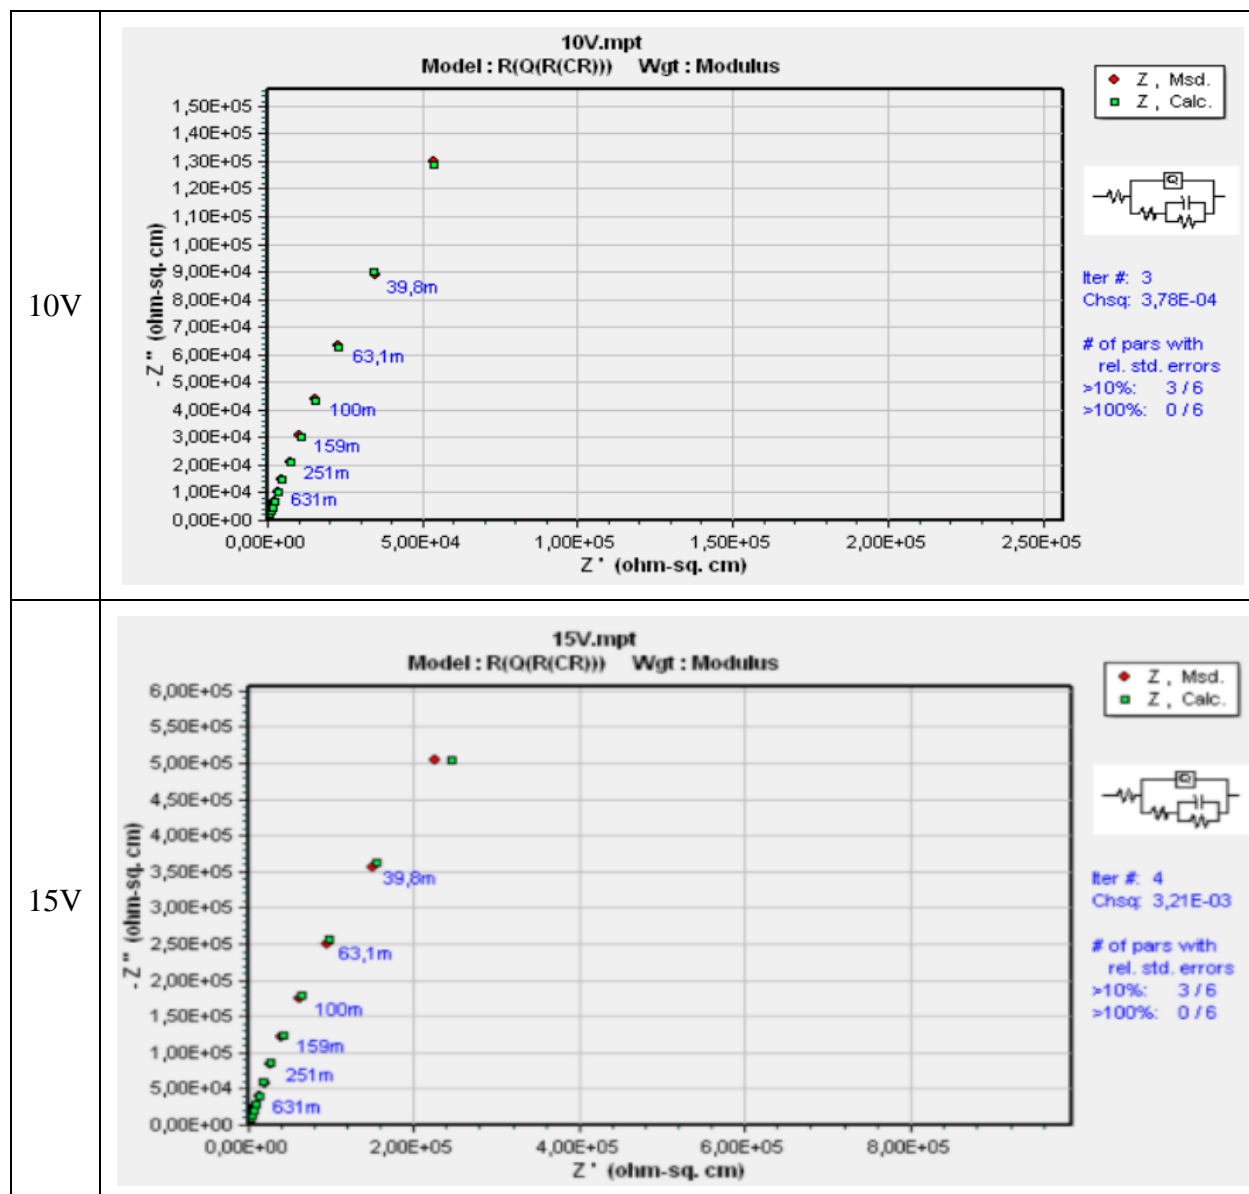 10V
10V.mpt
Model : R(Q(R(CR))) Wgt : Modulus
Z , Msd.
Z , Calc.
1,50E+05
1,40E+05
1,30E+05
1,20E+05
1,10E+05
1,00E+05
9,00E+04
8,00E+04
7,00E+04
6,00E+04
5,00E+04
4,00E+04
3,00E+04
2,00E+04
1,00E+04
0,00E+00
- Z '' (ohm-sq. cm)
39,8m
63,1m
100m
159m
251m
631m
0,00E+00 5,00E+04 1,00E+05 1,50E+05 2,00E+05 2,50E+05
Z ' (ohm-sq. cm)
Q
Iter #: 3
Chsq: 3,78E-04
# of pars with
rel. std. errors
>10%: 3 / 6
>100%: 0 / 6
15V
15V.mpt
Model : R(Q(R(CR))) Wgt : Modulus
Z , Msd.
Z , Calc.
6,00E+05
5,50E+05
5,00E+05
4,50E+05
4,00E+05
3,50E+05
3,00E+05
2,50E+05
2,00E+05
1,50E+05
1,00E+05
5,00E+04
0,00E+00
- Z '' (ohm-sq. cm)
39,8m
63,1m
100m
159m
251m
631m
0,00E+00 2,00E+05 4,00E+05 6,00E+05 8,00E+05
Z ' (ohm-sq. cm)
Q
Iter #: 4
Chsq: 3,21E-03
# of pars with
rel. std. errors
>10%: 3 / 6
>100%: 0 / 6